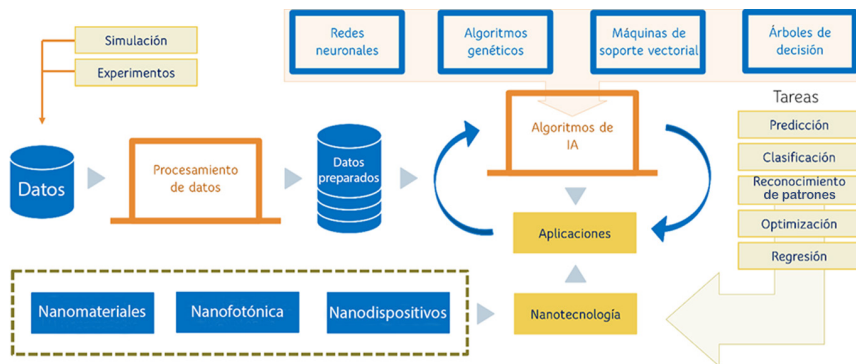 Simulación
Experimentos
Redes
neuronales
Algoritmos
genéticos
Máquinas de
soporte vectorial
Árboles de
decisión
Tareas
Predicción
Clasificación
Reconocimiento
de patrones
Optimización
Regresión
Datos
Procesamiento
de datos
Datos
preparados
Algoritmos de
IA
Aplicaciones
Nanomateriales
Nanofotónica
Nanodispositivos
Nanotecnología